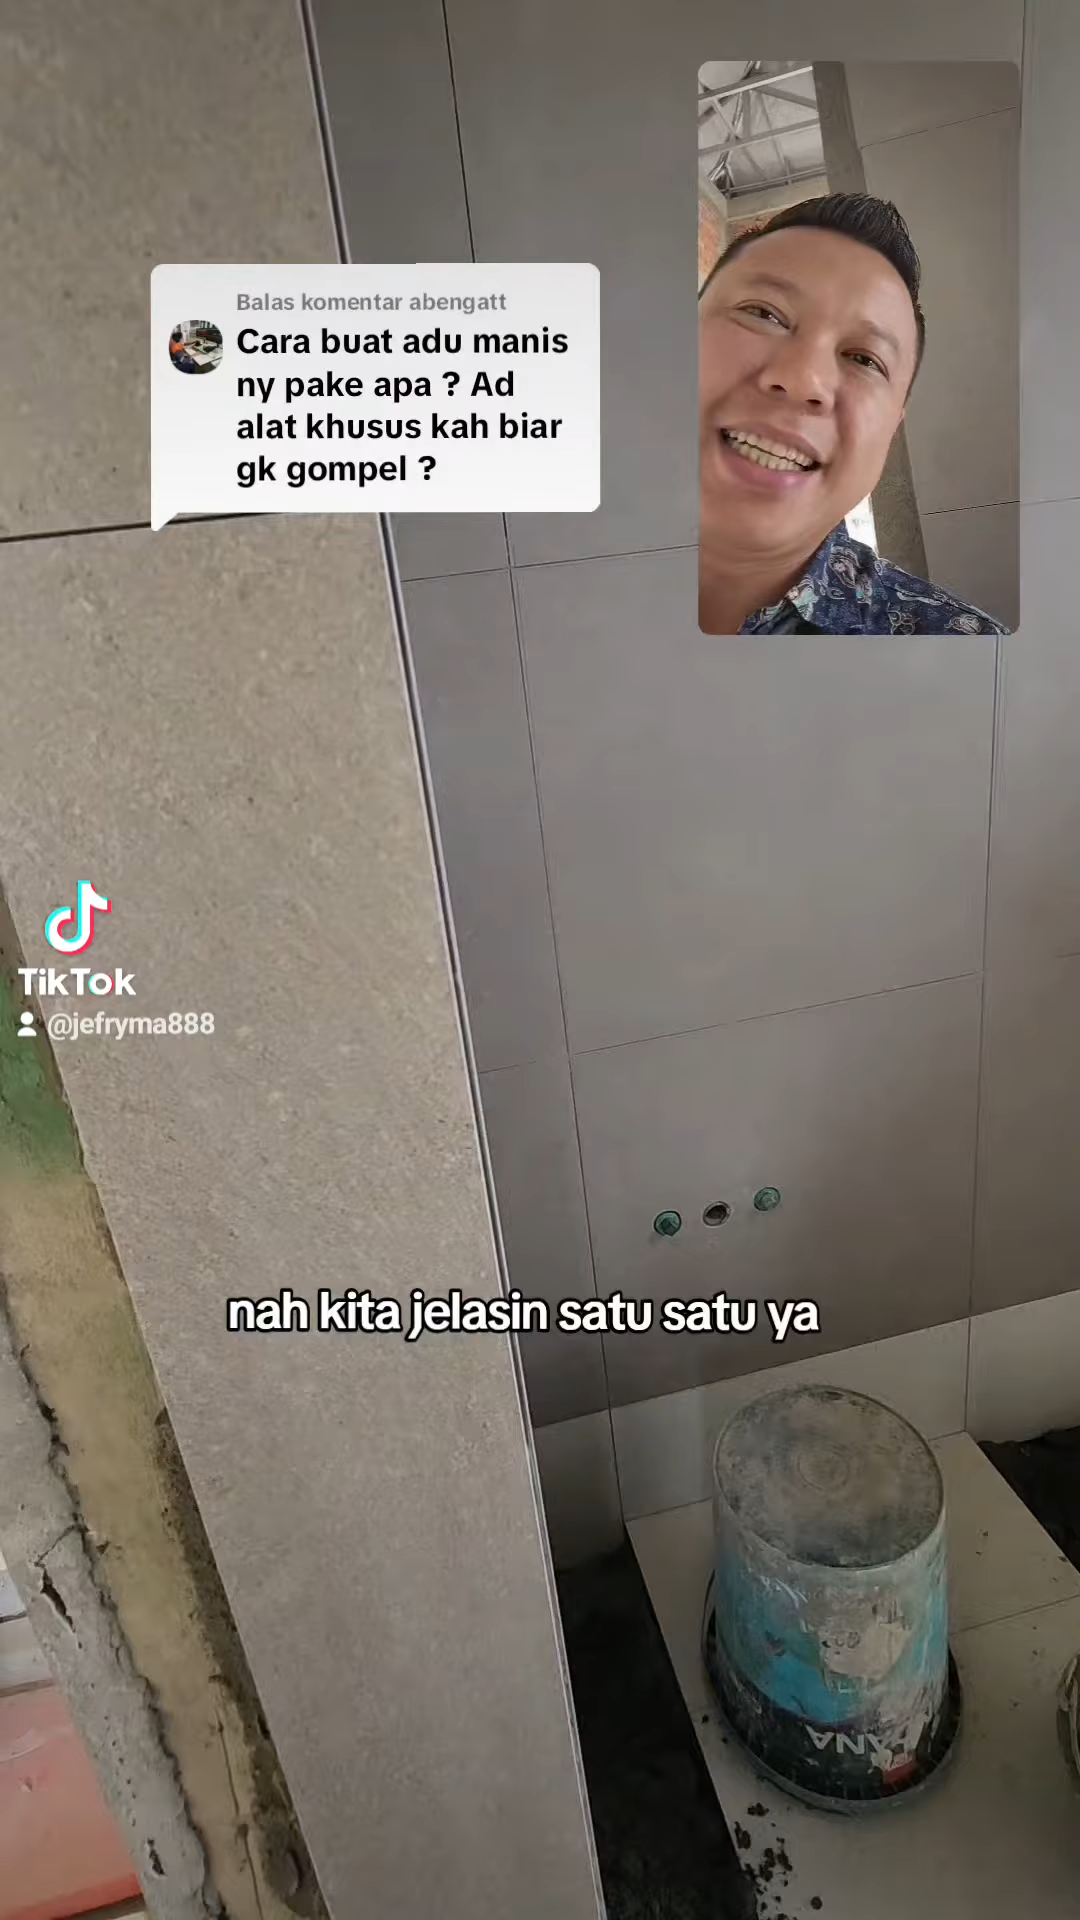 Balas komentar abengatt
Cara buat adu manis
ny pake apa ? Ad
alat khusus kah biar
gk gompel ?
TikTok
@jefryma888
nah kita jelasin satu satu ya